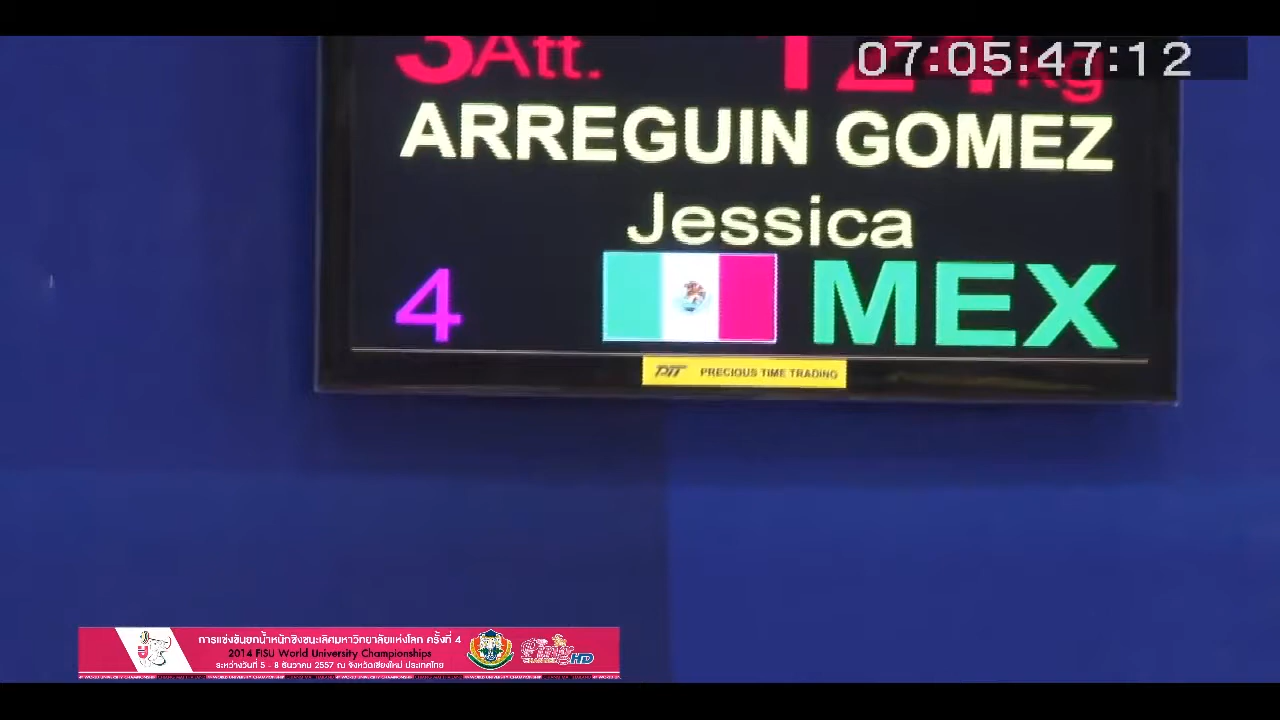 07:05:47:12
3Att. 124kg
ARREGUIN GOMEZ
Jessica
4 MEX
PTT PRECIOUS TIME TRADING
การแข่งขันยกน้ำหนักชิงชนะเลิศมหาวิทยาลัยแห่งโลก ครั้งที่ 4
2014 FISU World University Championships
ระหว่างวันที่ 5 - 8 ธันวาคม 2557 ณ จังหวัดเชียงใหม่ ประเทศไทย
HD